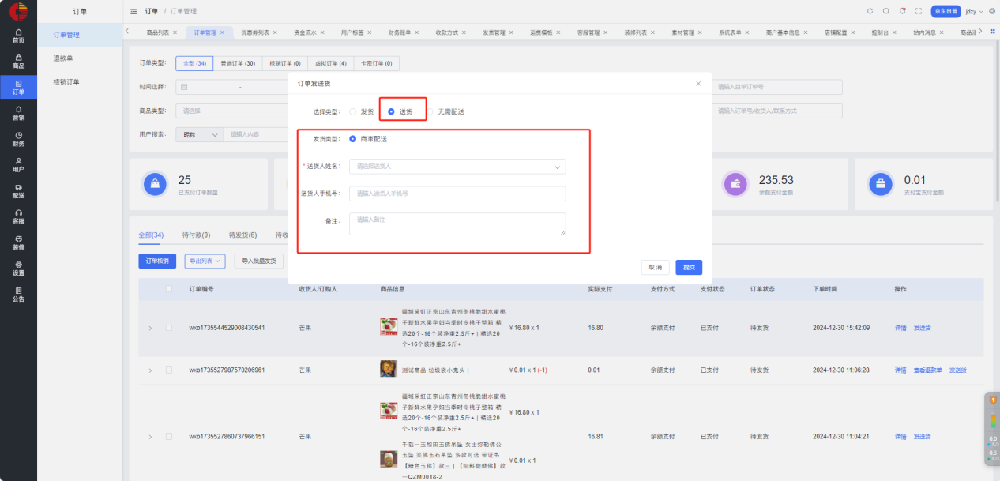 订单
首页
商品
订单
营销
财务
用户
配送
客服
装修
设置
公告
订单管理
退款单
核销订单
订单 / 订单管理
京东自营 jdzy
商品列表 × 订单管理 × 优惠券列表 × 资金流水 × 用户标签 × 财务账单 × 收款方式 × 发票管理 × 运费模板 × 客服管理 × 装修列表 × 素材管理 × 系统表单 × 商户基本信息 × 店铺配置 × 控制台 × 站内消息 ×
订单类型: 全部 (34) 普通订单 (30) 核销订单 (0) 虚拟订单 (4) 卡密订单 (0)
时间选择: -
请输入总单订单号
商品类型: 请选择
请输入订单号/收货人/联系方式
用户搜索: 昵称 请输入内容
订单发送货 ×
选择类型: 发货 送货 无需配送
发货类型: 商家配送
* 送货人姓名: 请选择送货人
送货人手机号: 请输入送货人手机号
备注: 请输入备注
取 消 提交
25
已支付订单数量
235.53
余额支付金额
0.01
支付宝支付金额
全部(34) 待付款(0) 待发货(6) 待收
订单核销 导出列表 导入批量发货
订单编号 收货人/订购人 商品信息 实际支付 支付方式 支付状态 订单状态 下单时间 操作
wxo1735544529008430541 芒果
疆域采虹正宗山东青州冬桃脆甜水蜜桃
子新鲜水果孕妇当季时令桃子整箱 精
选20个-16个装净重2.5斤+ | 精选20
个-16个装净重2.5斤+
¥ 16.80 x 1 16.80 余额支付 已支付 待发货 2024-12-30 15:42:09 详情 发送货
wxo1735527987570206961 芒果 测试商品 垃圾袋小鬼头 | ¥ 0.01 x 1 (-1) 0.01 余额支付 已支付 待发货 2024-12-30 11:06:28 详情 查看退款单 发送货
疆域采虹正宗山东青州冬桃脆甜水蜜桃
子新鲜水果孕妇当季时令桃子整箱 精
选20个-16个装净重2.5斤+ | 精选20
个-16个装净重2.5斤+
¥ 16.80 x 1
wxo1735527860737966151 芒果 16.81 余额支付 已支付 待发货 2024-12-30 11:04:21 详情 发送货
千载一玉和田玉佛吊坠 女士弥勒佛公
玉坠 笑佛玉石吊坠 多款可选 带证书
【糖色玉佛】款三 |
—QZM0018-2
¥ 0.01 x 1